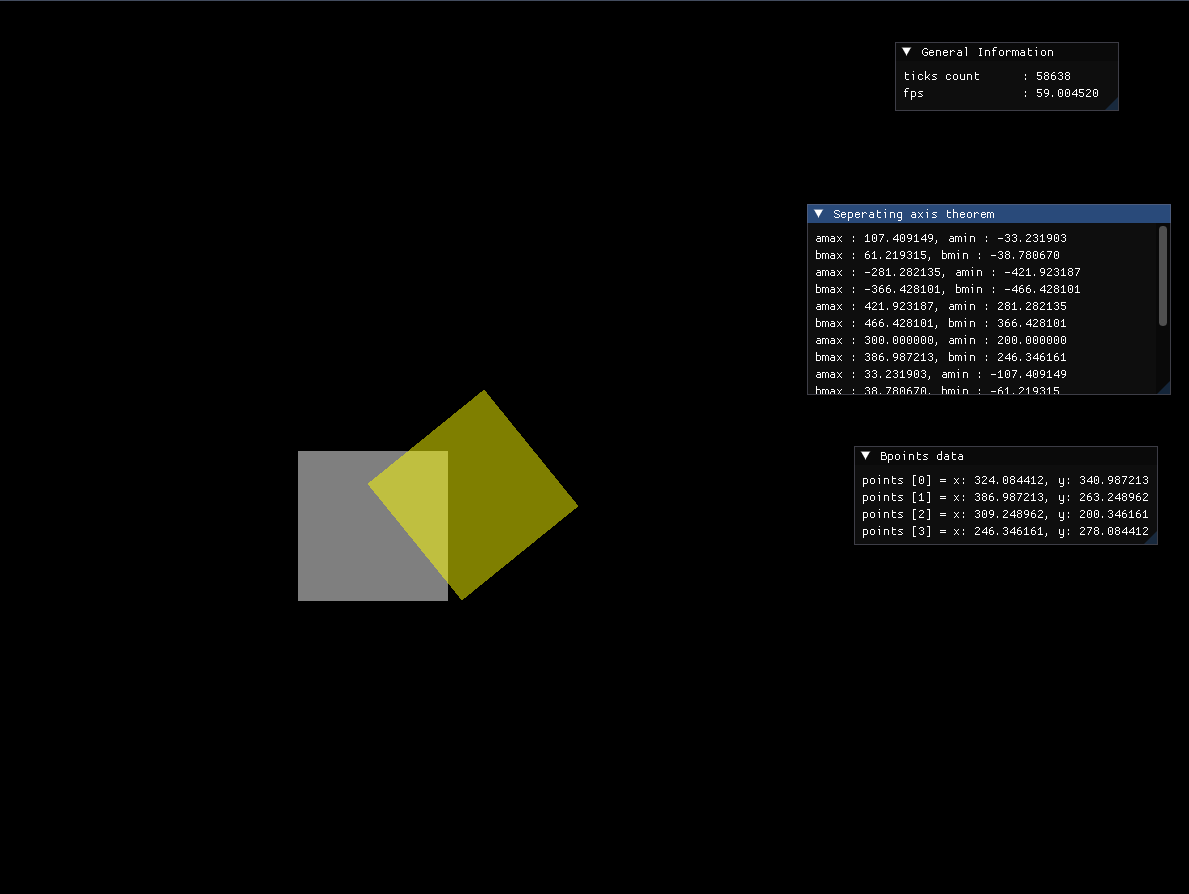 General Information
ticks count : 58638
fps : 59.004520
Seperating axis theorem
amax : 107.409149, amin : -33.231903
bmax : 61.219315, bmin : -38.780670
amax : -281.282135, amin : -421.923187
bmax : -366.428101, bmin : -466.428101
amax : 421.923187, amin : 281.282135
bmax : 466.428101, bmin : 366.428101
amax : 300.000000, amin : 200.000000
bmax : 386.987213, bmin : 246.346161
amax : 33.231903, amin : -107.409149
bmax : 38.780670, bmin : -61.219315
Bpoints data
points [0] = x: 324.084412, y: 340.987213
points [1] = x: 386.987213, y: 263.248962
points [2] = x: 309.248962, y: 200.346161
points [3] = x: 246.346161, y: 278.084412